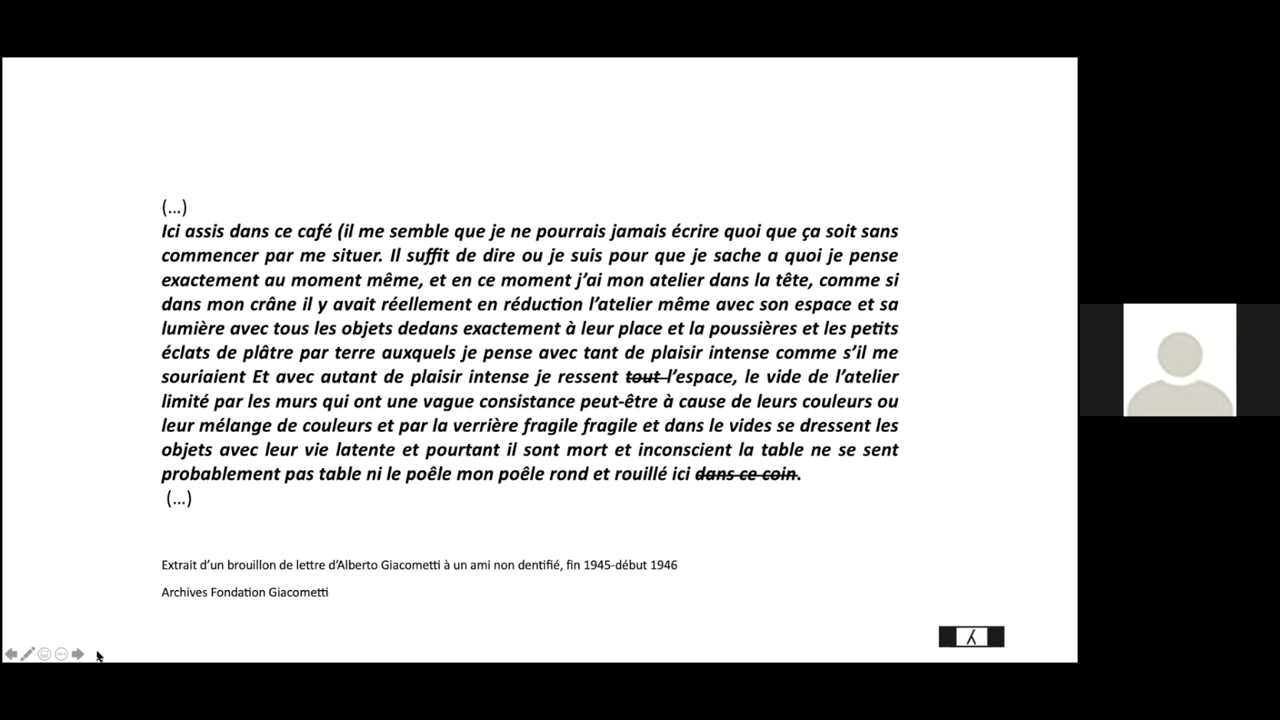 (...)
Ici assis dans ce café (il me semble que je ne pourrais jamais écrire quoi que ça soit sans
commencer par me situer. Il suffit de dire ou je suis pour que je sache a quoi je pense
exactement au moment même, et en ce moment j'ai mon atelier dans la tête, comme si
dans mon crâne il y avait réellement en réduction l'atelier même avec son espace et sa
lumière avec tous les objets dedans exactement à leur place et la poussières et les petits
éclats de plâtre par terre auxquels je pense avec tant de plaisir intense comme s'il me
souriaient Et avec autant de plaisir intense je ressent tout l'espace, le vide de l'atelier
limité par les murs qui ont une vague consistance peut-être à cause de leurs couleurs ou
leur mélange de couleurs et par la verrière fragile fragile et dans le vides se dressent les
objets avec leur vie latente et pourtant il sont mort et inconscient la table ne se sent
probablement pas table ni le poêle mon poêle rond et rouillé ici dans ce coin.
(...)
Extrait d'un brouillon de lettre d'Alberto Giacometti à un ami non dentifié, fin 1945-début 1946
Archives Fondation Giacometti